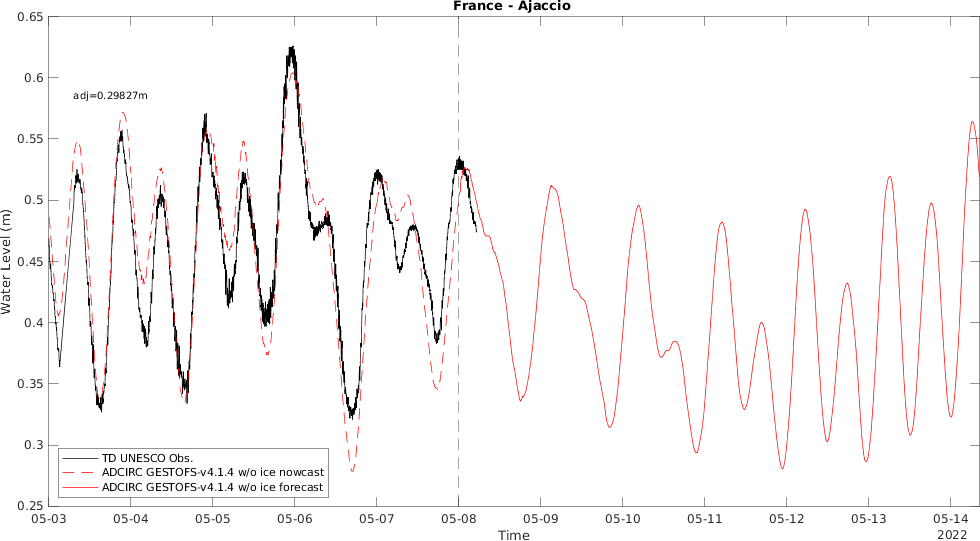 France - Ajaccio
0.65
0.6
0.55
0.5
0.45
0.4
0.35
0.3
0.25
Water Level (m)
adj=0.29827m
TD UNESCO Obs.
ADCIRC GESTOFS-v4.1.4 w/o ice nowcast
ADCIRC GESTOFS-v4.1.4 w/o ice forecast
05-03 05-04 05-05 05-06 05-07 05-08 05-09 05-10 05-11 05-12 05-13 05-14
Time
2022